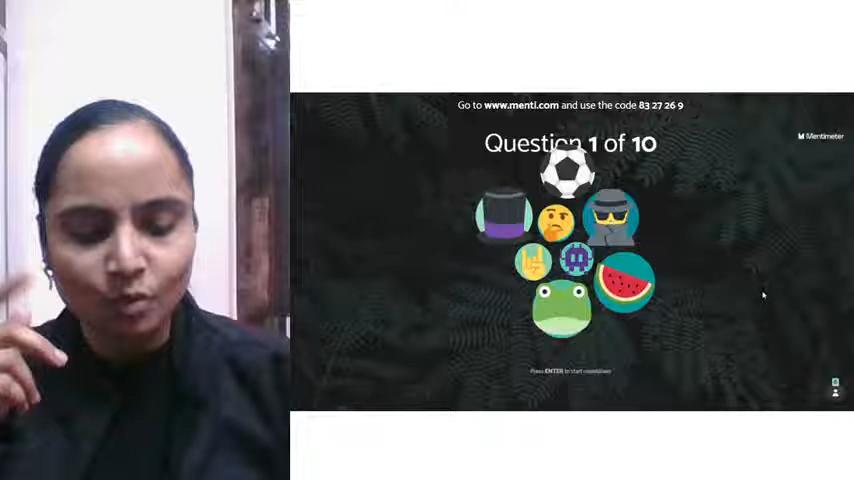 Go to www.menti.com and use the code 83 27 26 9
Mentimeter
Question 1 of 10
Press ENTER to start countdown